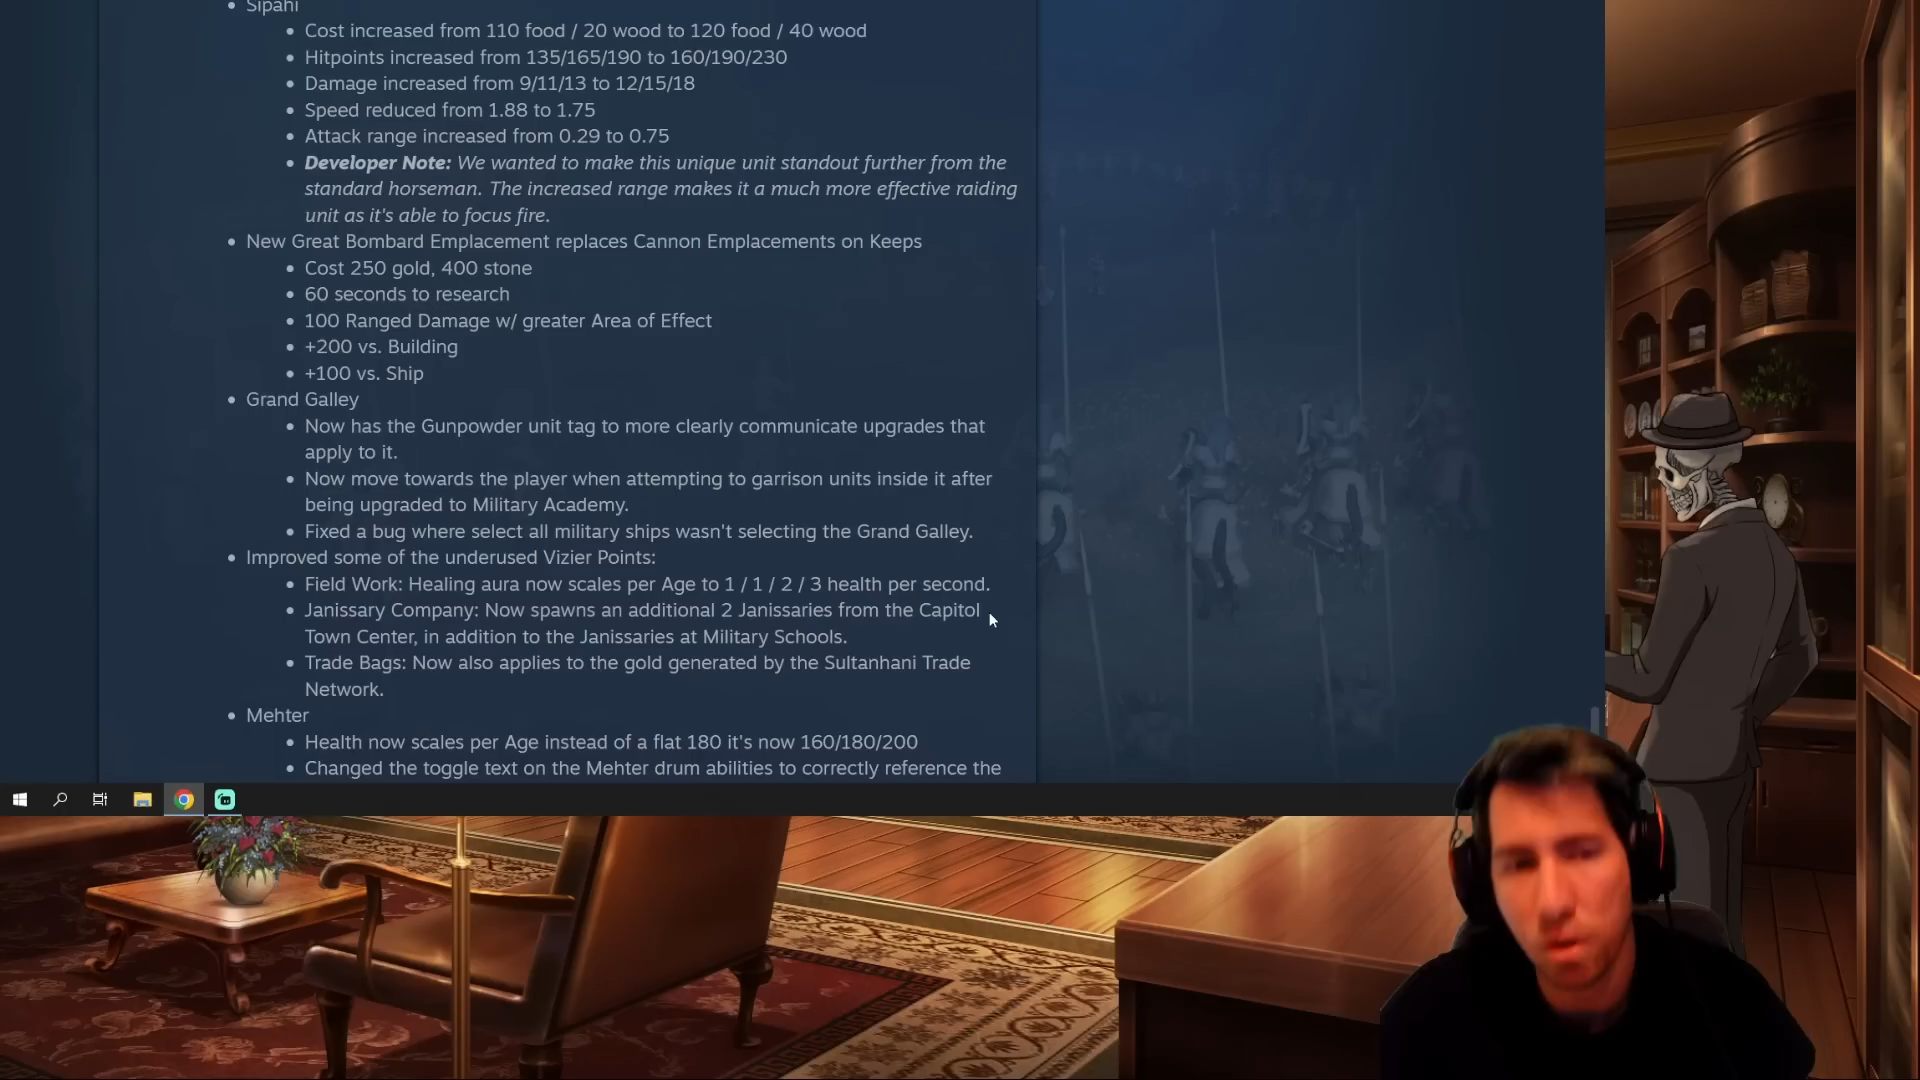 Sipahi
Cost increased from 110 food / 20 wood to 120 food / 40 wood
Hitpoints increased from 135/165/190 to 160/190/230
Damage increased from 9/11/13 to 12/15/18
Speed reduced from 1.88 to 1.75
Attack range increased from 0.29 to 0.75
Developer Note: We wanted to make this unique unit standout further from the
standard horseman. The increased range makes it a much more effective raiding
unit as it's able to focus fire.
New Great Bombard Emplacement replaces Cannon Emplacements on Keeps
Cost 250 gold, 400 stone
60 seconds to research
100 Ranged Damage w/ greater Area of Effect
+200 vs. Building
+100 vs. Ship
Grand Galley
Now has the Gunpowder unit tag to more clearly communicate upgrades that
apply to it.
Now move towards the player when attempting to garrison units inside it after
being upgraded to Military Academy.
Fixed a bug where select all military ships wasn't selecting the Grand Galley.
Improved some of the underused Vizier Points:
Field Work: Healing aura now scales per Age to 1 / 1 / 2 / 3 health per second.
Janissary Company: Now spawns an additional 2 Janissaries from the Capitol
Town Center, in addition to the Janissaries at Military Schools.
Trade Bags: Now also applies to the gold generated by the Sultanhani Trade
Network.
Mehter
Health now scales per Age instead of a flat 180 it's now 160/180/200
Changed the toggle text on the Mehter drum abilities to correctly reference the